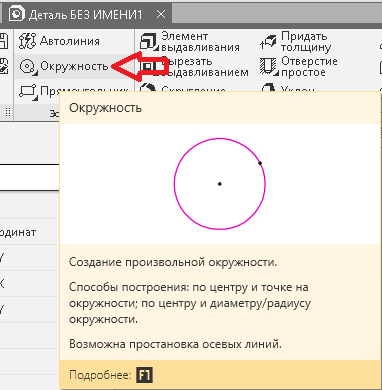 Деталь БЕЗ ИМЕНИ1
Автолиния
Элемент выдавливания
Придать толщину
Окружность
Вырезать выдавливанием
Отверстие простое
Прямоугольник
Скругление
Уклон
Окружность
Создание произвольной окружности.
Способы построения: по центру и точке на
окружности; по центру и диаметру/радиусу
окружности.
Возможна простановка осевых линий.
Подробнее: F1